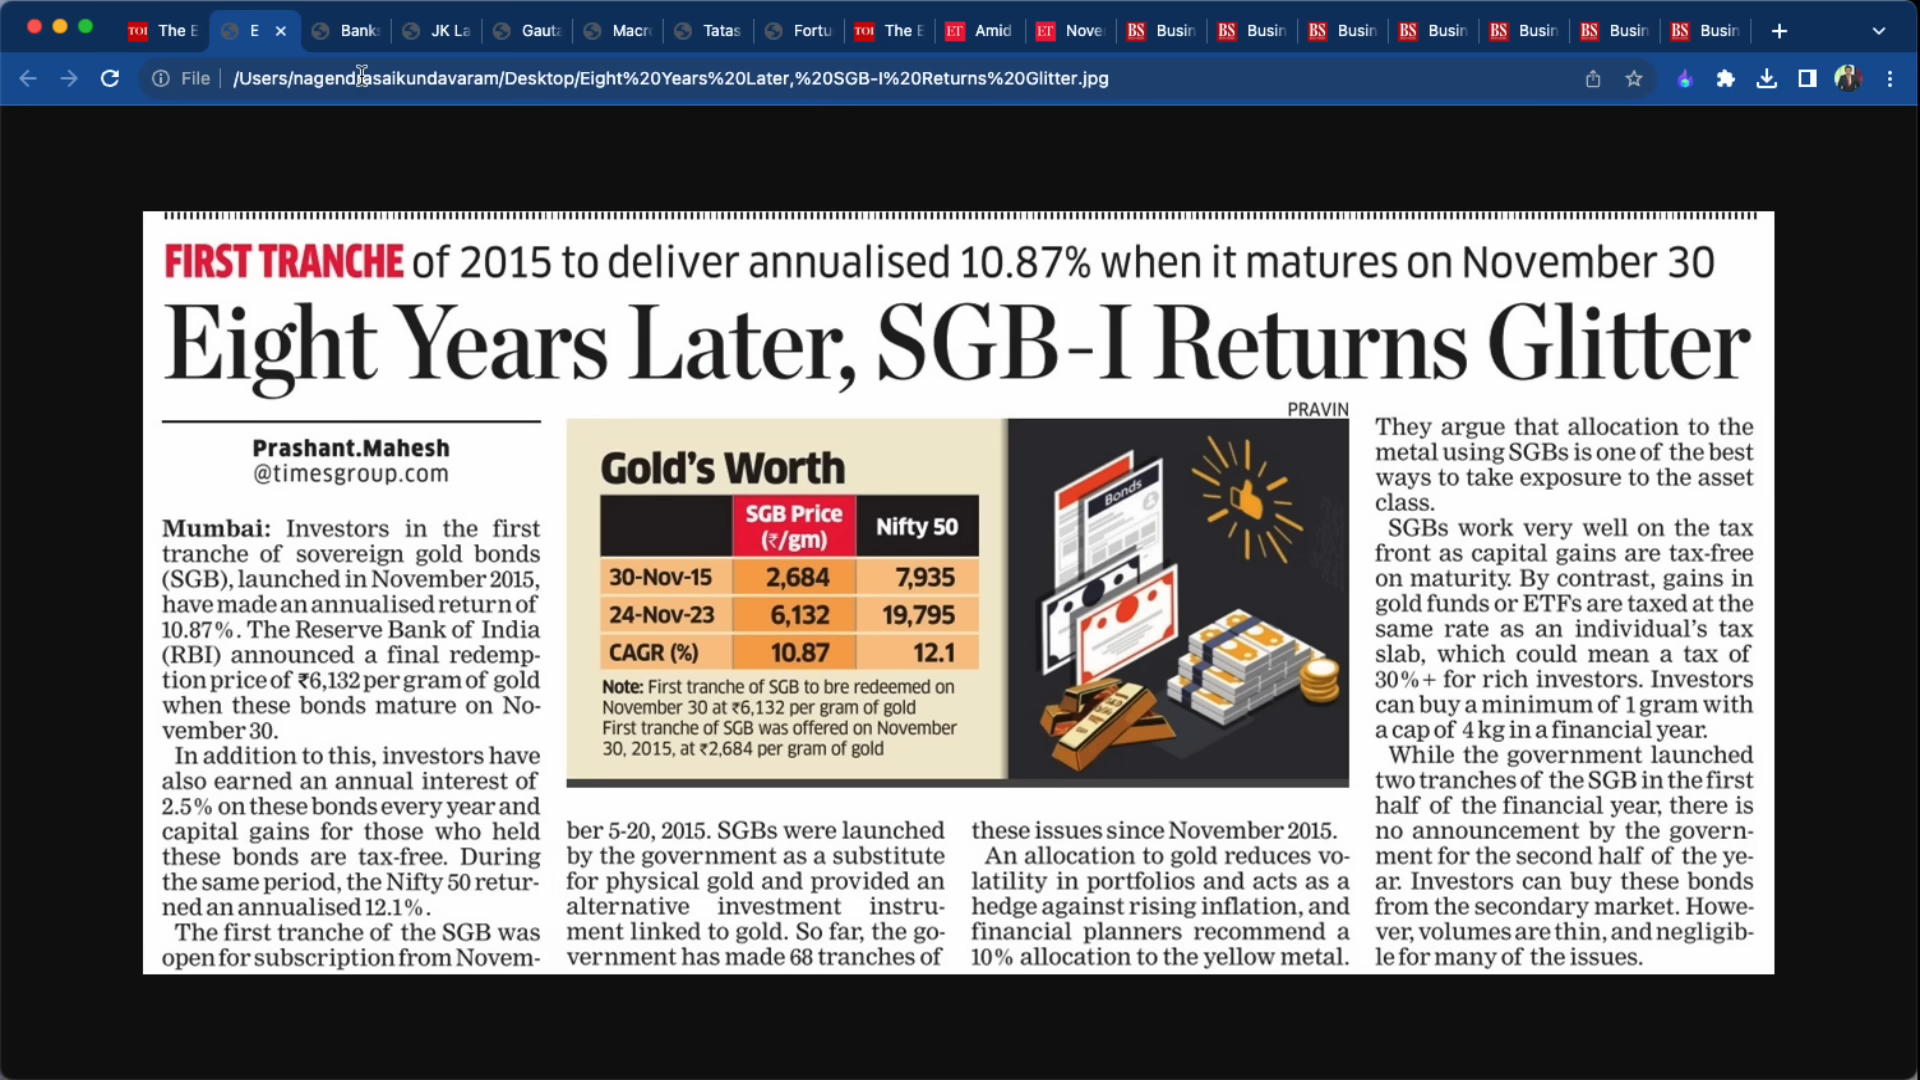 The E
E
Banks
JK La
Gauta
Macro
Tatas
Fortu
The E
Amid
Nove
Busin
Busin
Busin
Busin
Busin
Busin
Busin
File
/Users/nagendrasaikundavaram/Desktop/Eight%20Years%20Later,%20SGB-I%20Returns%20Glitter.jpg
FIRST TRANCHE of 2015 to deliver annualised 10.87% when it matures on November 30
Eight Years Later, SGB-I Returns Glitter
Prashant.Mahesh
@timesgroup.com
Mumbai: Investors in the first
tranche of sovereign gold bonds
(SGB), launched in November 2015,
have made an annualised return of
10.87%. The Reserve Bank of India
(RBI) announced a final redemp-
tion price of ₹6,132 per gram of gold
when these bonds mature on No-
vember 30.
In addition to this, investors have
also earned an annual interest of
2.5% on these bonds every year and
capital gains for those who held
these bonds are tax-free. During
the same period, the Nifty 50 retur-
ned an annualised 12.1%.
The first tranche of the SGB was
open for subscription from Novem-
PRAVIN
Gold's Worth
SGB Price
(₹/gm)
Nifty 50
30-Nov-15 2,684 7,935
24-Nov-23 6,132 19,795
CAGR (%) 10.87 12.1
Note: First tranche of SGB to bre redeemed on
November 30 at ₹6,132 per gram of gold
First tranche of SGB was offered on November
30, 2015, at ₹2,684 per gram of gold
Bonds
ber 5-20, 2015. SGBs were launched
by the government as a substitute
for physical gold and provided an
alternative investment instru-
ment linked to gold. So far, the go-
vernment has made 68 tranches of
these issues since November 2015.
An allocation to gold reduces vo-
latility in portfolios and acts as a
hedge against rising inflation, and
financial planners recommend a
10% allocation to the yellow metal.
They argue that allocation to the
metal using SGBs is one of the best
ways to take exposure to the asset
class.
SGBs work very well on the tax
front as capital gains are tax-free
on maturity. By contrast, gains in
gold funds or ETFs are taxed at the
same rate as an individual's tax
slab, which could mean a tax of
30%+ for rich investors. Investors
can buy a minimum of 1 gram with
a cap of 4 kg in a financial year.
While the government launched
two tranches of the SGB in the first
half of the financial year, there is
no announcement by the govern-
ment for the second half of the ye-
ar. Investors can buy these bonds
from the secondary market. Howe-
ver, volumes are thin, and negligib-
le for many of the issues.